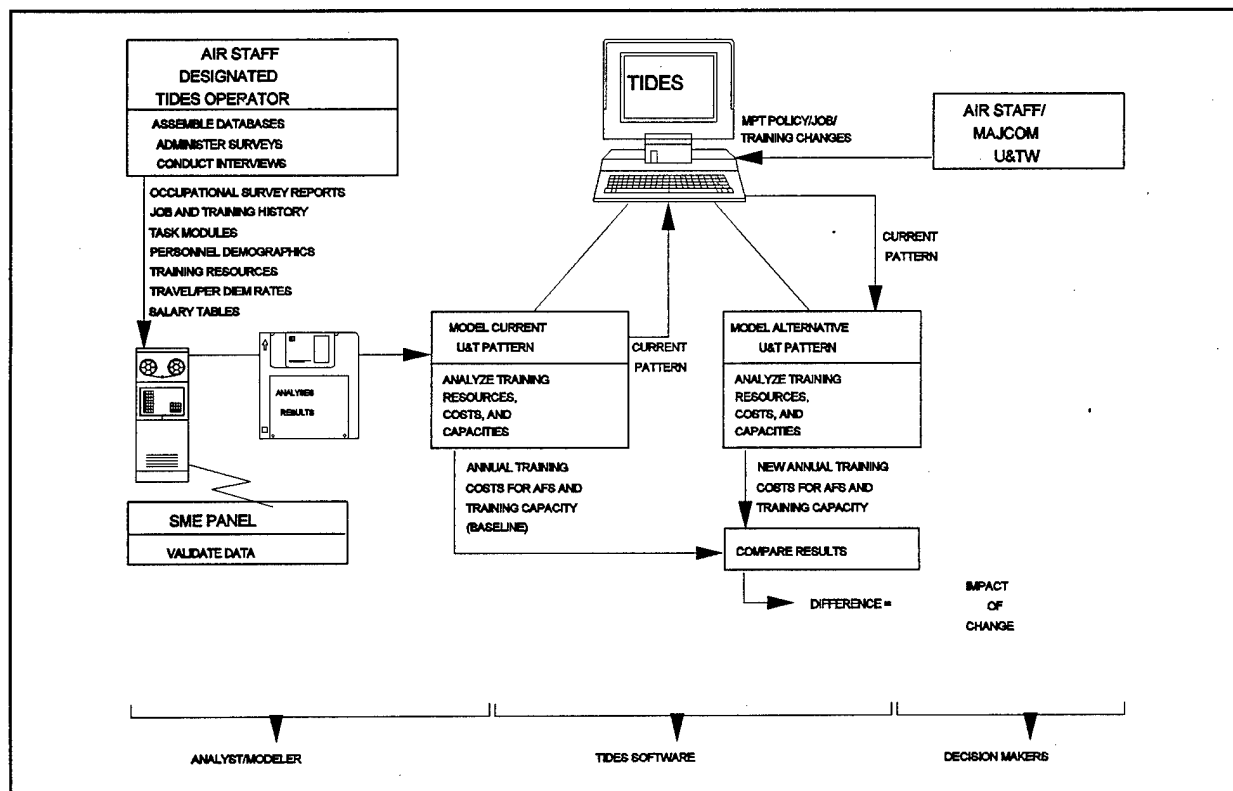 AIR STAFF
DESIGNATED
TIDES OPERATOR
ASSEMBLE DATABASES
ADMINISTER SURVEYS
CONDUCT INTERVIEWS
OCCUPATIONAL SURVEY REPORTS
JOB AND TRAINING HISTORY
TASK MODULES
PERSONNEL DEMOGRAPHICS
TRAINING RESOURCES
TRAVEL/PER DIEM RATES
SALARY TABLES
ANALYSES
RESULTS
SME PANEL
VALIDATE DATA
TIDES
MPT POLICY/JOB/
TRAINING CHANGES
AIR STAFF/
MAJCOM
U&TW
MODEL CURRENT
U&T PATTERN
ANALYZE TRAINING
RESOURCES,
COSTS, AND
CAPACITIES
CURRENT
PATTERN
CURRENT
PATTERN
MODEL ALTERNATIVE
U&T PATTERN
ANALYZE TRAINING
RESOURCES,
COSTS, AND
CAPACITIES
ANNUAL TRAINING
COSTS FOR AFS AND
TRAINING CAPACITY
(BASELINE)
NEW ANNUAL TRAINING
COSTS FOR AFS AND
TRAINING CAPACITY
COMPARE RESULTS
DIFFERENCE =
IMPACT
OF
CHANGE
ANALYST/MODELER
TIDES SOFTWARE
DECISION MAKERS